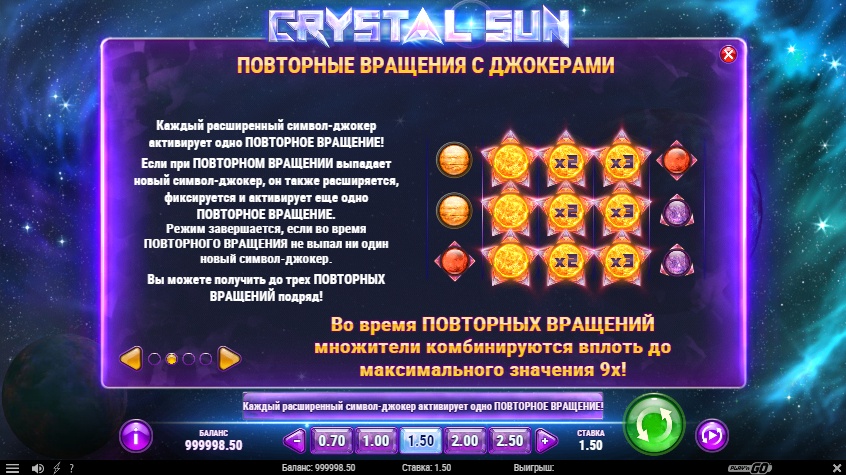 CRYSTAL SUN
ПОВТОРНЫЕ ВРАЩЕНИЯ С ДЖОКЕРАМИ
Каждый расширенный символ-джокер
активирует одно ПОВТОРНОЕ ВРАЩЕНИЕ!
Если при ПОВТОРНОМ ВРАЩЕНИИ выпадает
новый символ-джокер, он также расширяется,
фиксируется и активирует еще одно
ПОВТОРНОЕ ВРАЩЕНИЕ.
Режим завершается, если во время
ПОВТОРНОГО ВРАЩЕНИЯ не выпал ни один
новый символ-джокер.
Вы можете получить до трех ПОВТОРНЫХ
ВРАЩЕНИЙ подряд!
x2 x3
x2 x3
x2 x3
Во время ПОВТОРНЫХ ВРАЩЕНИЙ
множители комбинируются вплоть до
максимального значения 9x!
Каждый расширенный символ-джокер активирует одно ПОВТОРНОЕ ВРАЩЕНИЕ!
БАЛАНС
999998.50
- 0.70 1.00 1.50 2.00 2.50 +
СТАВКА
1.50
? Баланс: 999998.50 Ставка: 1.50 Выигрыш: PLAY'N GO